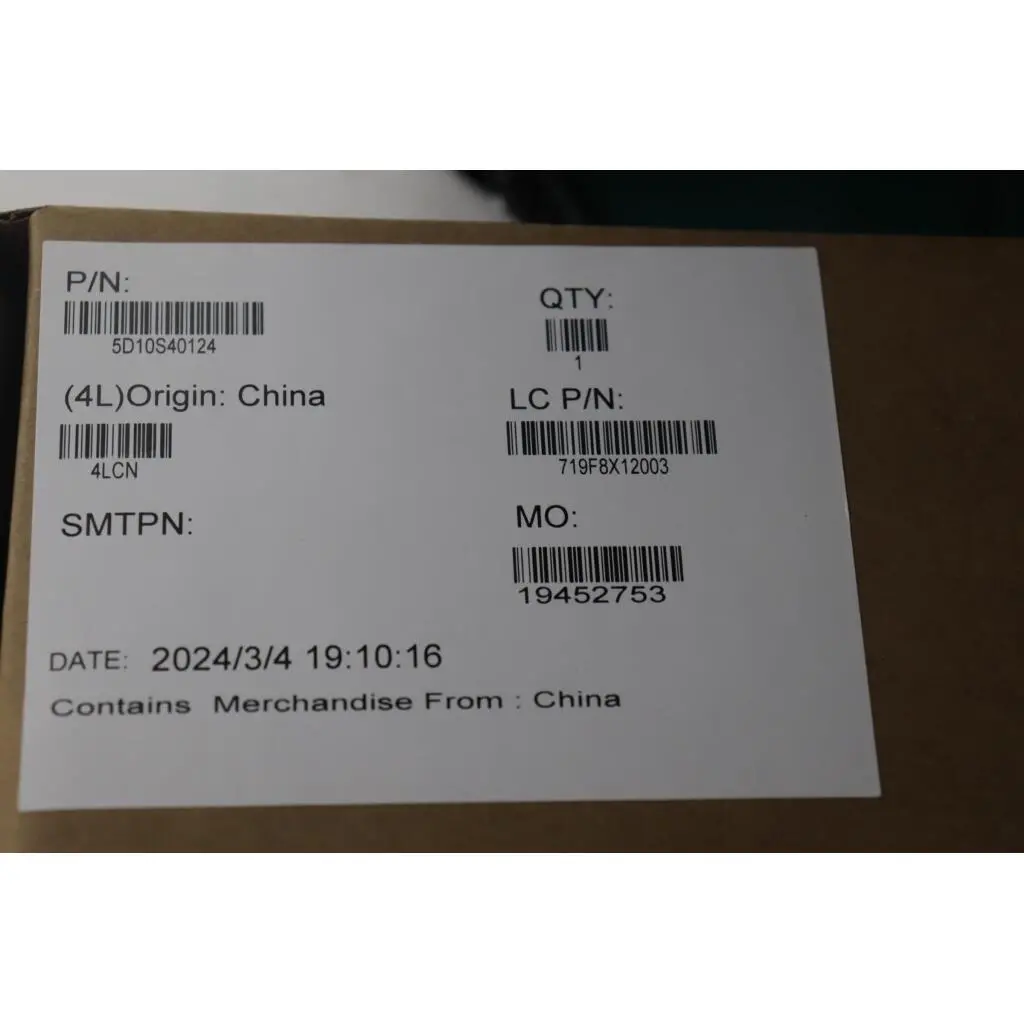 P/N:
5D10S40124
QTY:
1
(4L)Origin: China
4LCN
LC P/N:
719F8X12003
SMTPN:
MO:
19452753
DATE: 2024/3/4 19:10:16
Contains Merchandise From : China